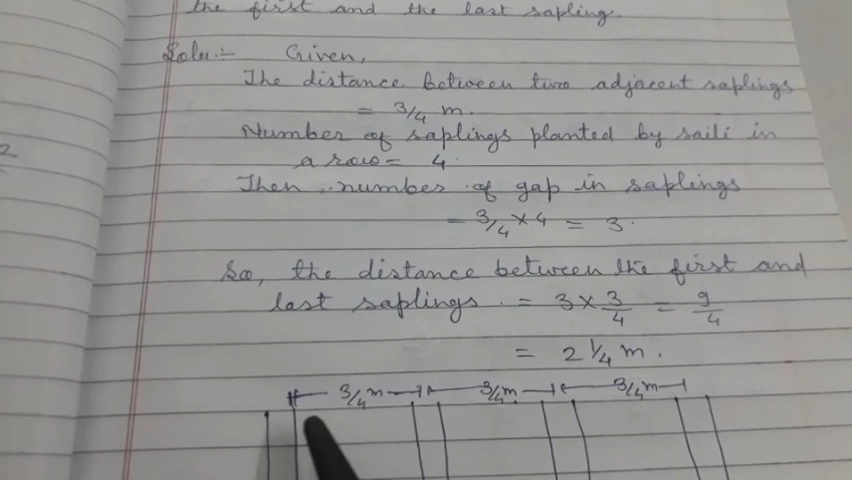 the first and the last sapling.
Solu:- Given,
The distance between two adjacent saplings
= 3/4 m.
Number of saplings planted by saili in
a row = 4.
Then, number of gap in saplings
= 3/4 × 4 = 3.
So, the distance between the first and
last saplings. = 3 × 3/4 = 9/4
= 2 1/4 m.
3/4 m 3/4 m 3/4 m
2